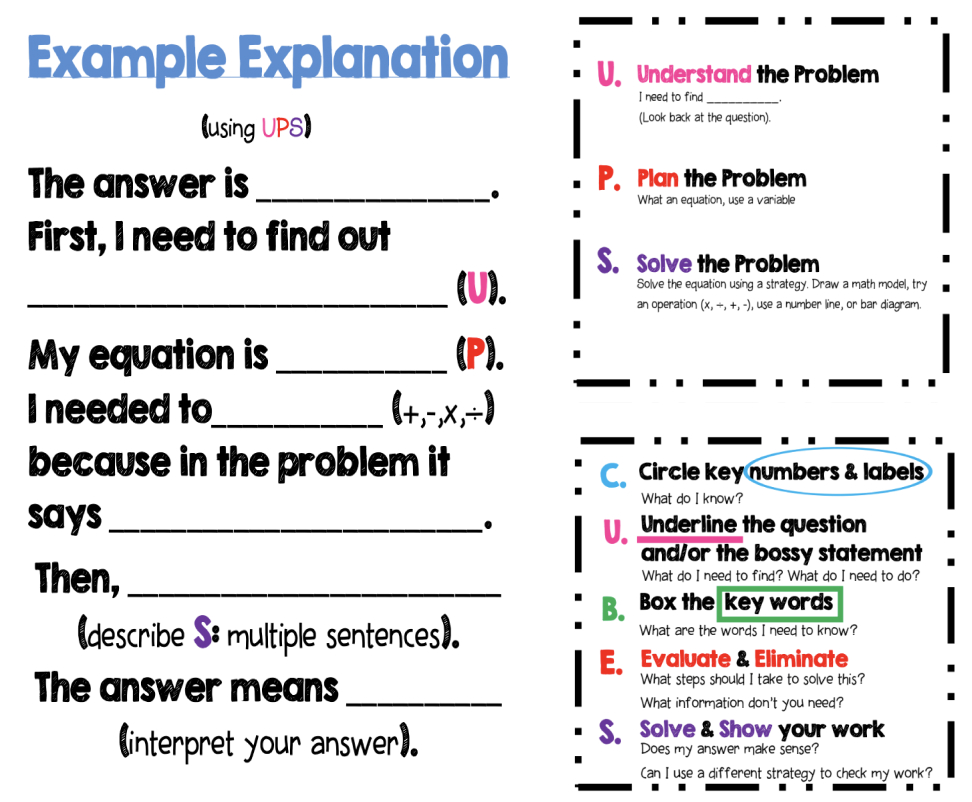 Example Explanation
(using UPS)
The answer is _______________.
First, I need to find out
___________________________ (U).
My equation is ___________ (P).
I needed to___________ (+,-,x,÷)
because in the problem it
says ________________________.
Then, ________________________
(describe S: multiple sentences).
The answer means __________
(interpret your answer).
U. Understand the Problem
I need to find ___________.
(Look back at the question).
P. Plan the Problem
What an equation, use a variable
S. Solve the Problem
Solve the equation using a strategy. Draw a math model, try
an operation (x, ÷, +, -), use a number line, or bar diagram.
C. Circle key numbers & labels
What do I know?
U. Underline the question
and/or the bossy statement
What do I need to find? What do I need to do?
B. Box the key words
What are the words I need to know?
E. Evaluate & Eliminate
What steps should I take to solve this?
What information don't you need?
S. Solve & Show your work
Does my answer make sense?
Can I use a different strategy to check my work?